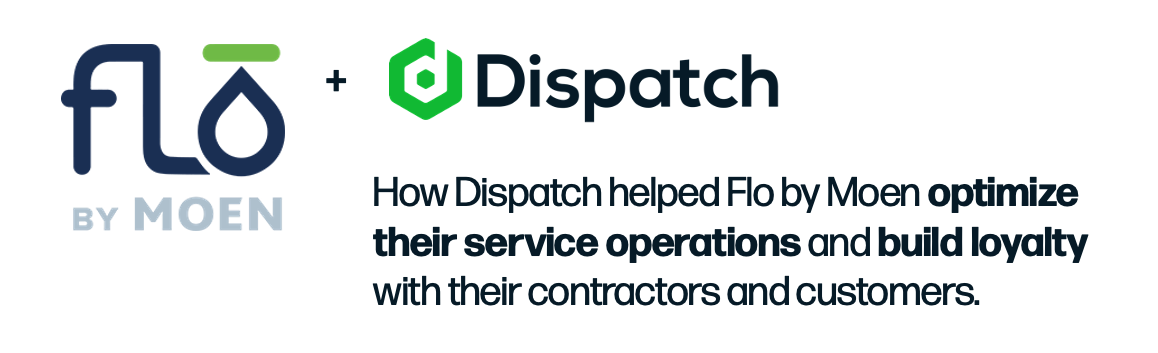 flō
BY MOEN
+
Dispatch
How Dispatch helped Flo by Moen optimize
their service operations and build loyalty
with their contractors and customers.